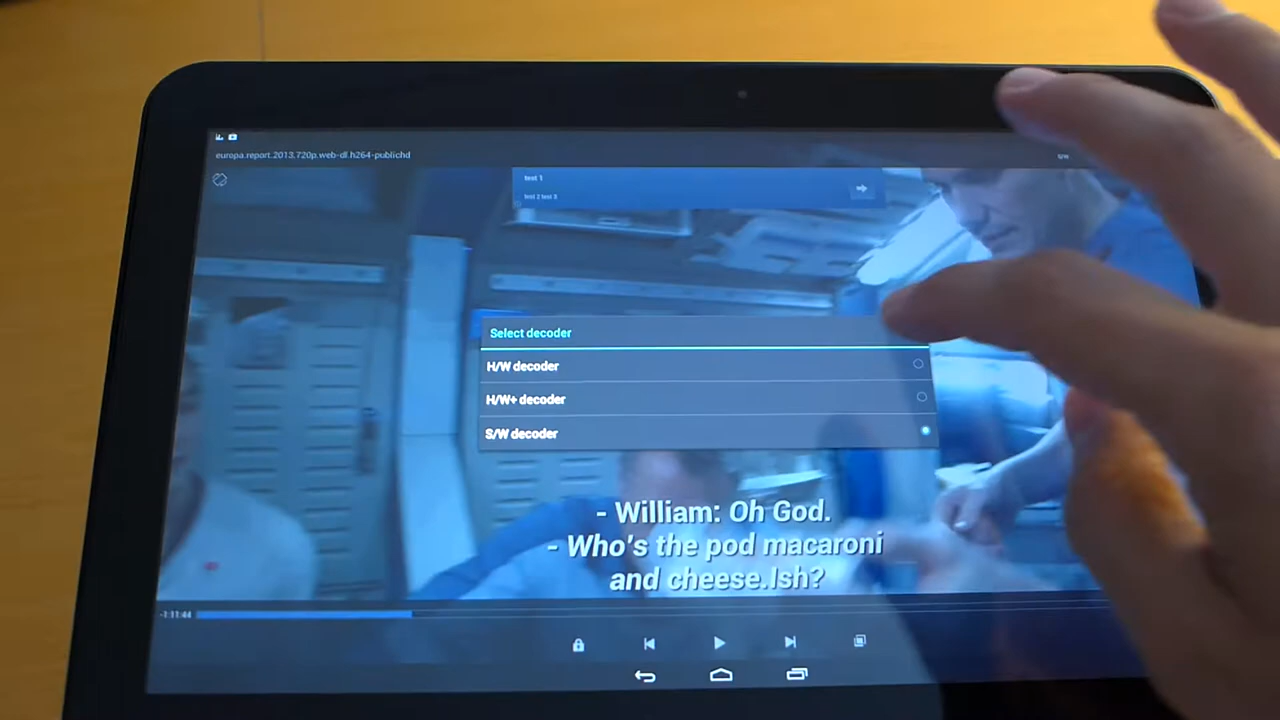 europa.report.2013.720p.web-dl.h264-publichd
S/W
test 1
test 2 test 3
Select decoder
H/W decoder
H/W+ decoder
S/W decoder
- William: Oh God.
- Who's the pod macaroni
and cheese.Ish?
-1:11:44